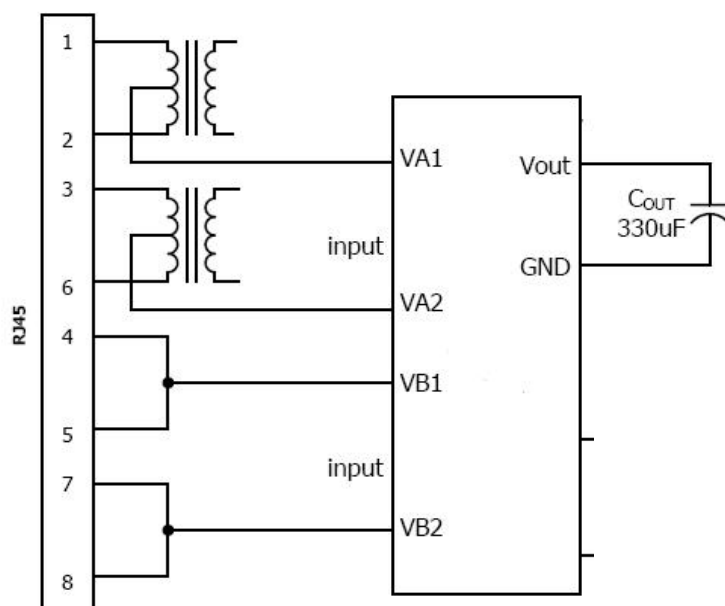 1
2
3
6
4
5
7
8
RJ45
VA1
input
VA2
VB1
input
VB2
Vout
GND
COUT
330uF